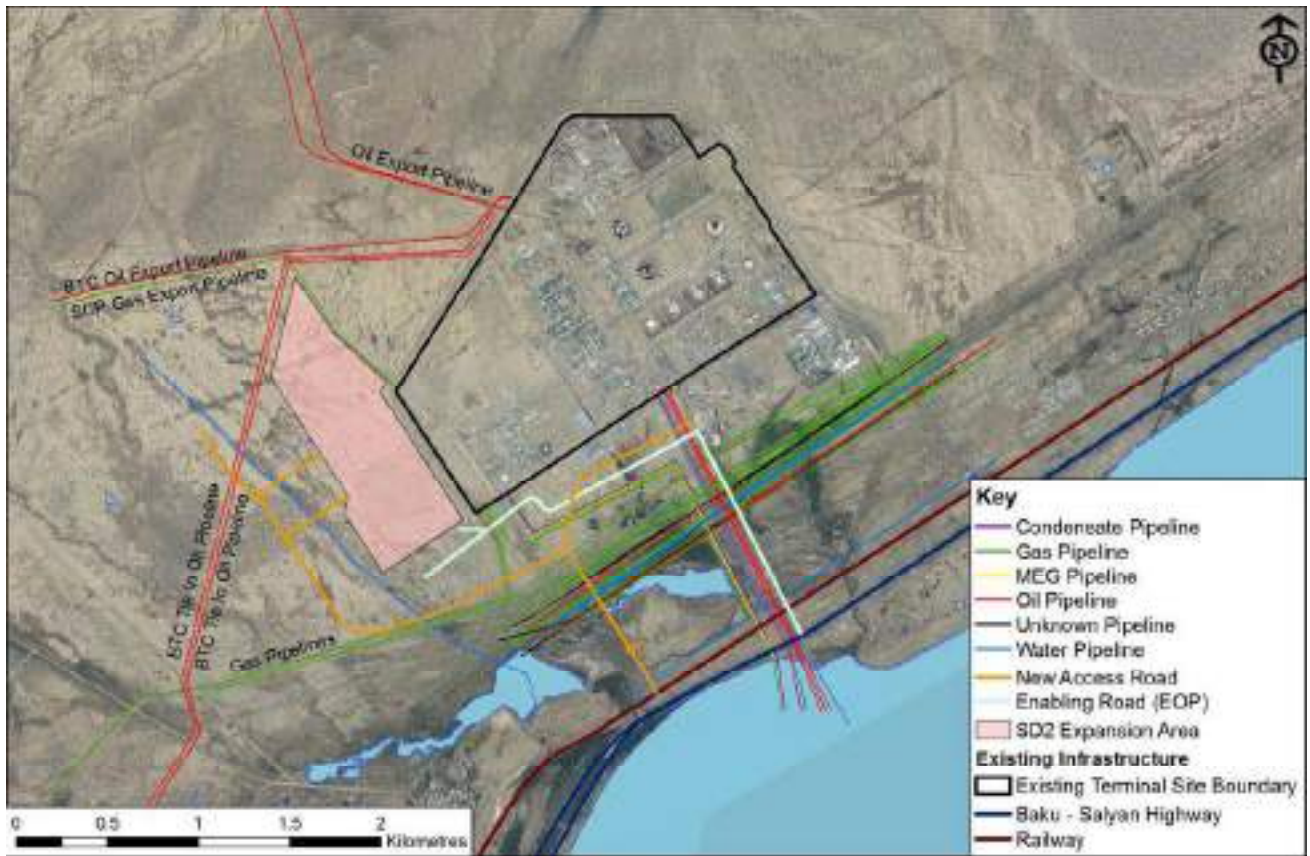 N
Oil Export Pipeline
BTC Oil Export Pipeline
SCP Gas Export Pipeline
BTC Tie In Oil Pipeline
BTC Tie In Oil Pipeline
Gas Pipelines
Key
Condensate Pipeline
Gas Pipeline
MEG Pipeline
Oil Pipeline
Unknown Pipeline
Water Pipeline
New Access Road
Enabling Road (EOP)
SD2 Expansion Area
Existing Infrastructure
Existing Terminal Site Boundary
Baku - Salyan Highway
Railway
0 0.5 1 1.5 2
Kilometres